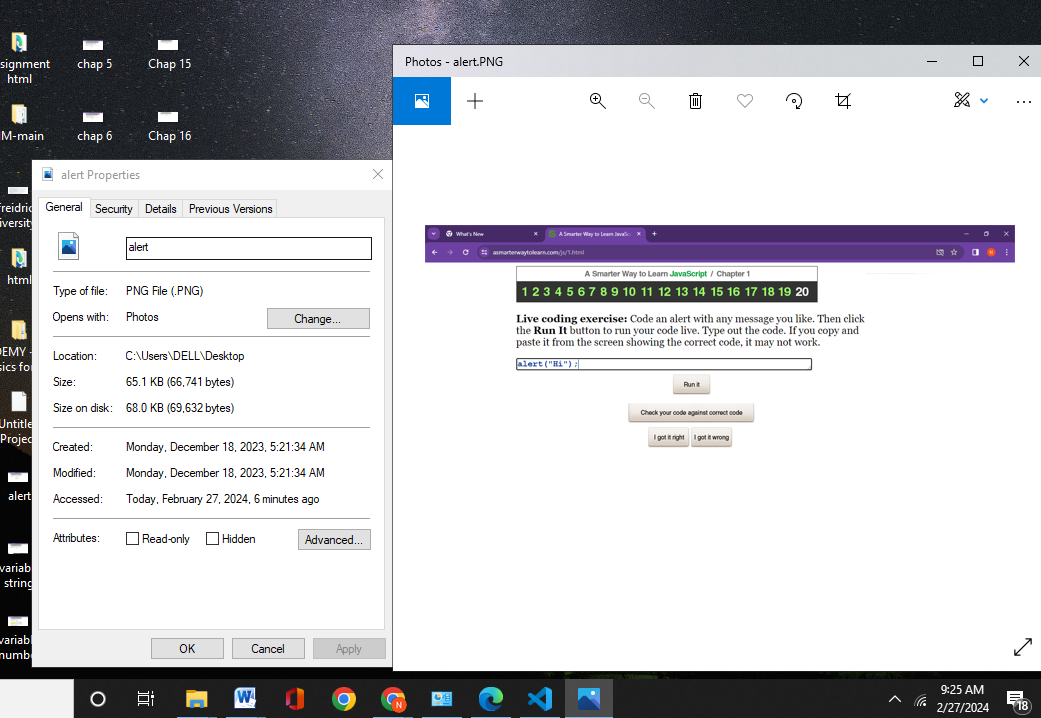 signment
html
chap 5
Chap 15
M-main
chap 6
Chap 16
freidric
iversity
html
DEMY -
sics for
Untitle
Projec
alert
variab
string
variab
numbe
alert Properties
General
Security
Details
Previous Versions
alert
Type of file:
PNG File (.PNG)
Opens with:
Photos
Change...
Location:
C:\Users\DELL\Desktop
Size:
65.1 KB (66,741 bytes)
Size on disk:
68.0 KB (69,632 bytes)
Created:
Monday, December 18, 2023, 5:21:34 AM
Modified:
Monday, December 18, 2023, 5:21:34 AM
Accessed:
Today, February 27, 2024, 6 minutes ago
Attributes:
Read-only
Hidden
Advanced...
OK
Cancel
Apply
Photos - alert.PNG
What's New
A Smarter Way to Learn JavaSc
asmarterwaytolearn.com/js/1.html
A Smarter Way to Learn JavaScript / Chapter 1
1 2 3 4 5 6 7 8 9 10 11 12 13 14 15 16 17 18 19 20
Live coding exercise: Code an alert with any message you like. Then click
the Run It button to run your code live. Type out the code. If you copy and
paste it from the screen showing the correct code, it may not work.
alert("Hi");
Run it
Check your code against correct code
I got it right
I got it wrong
N
9:25 AM
2/27/2024
18